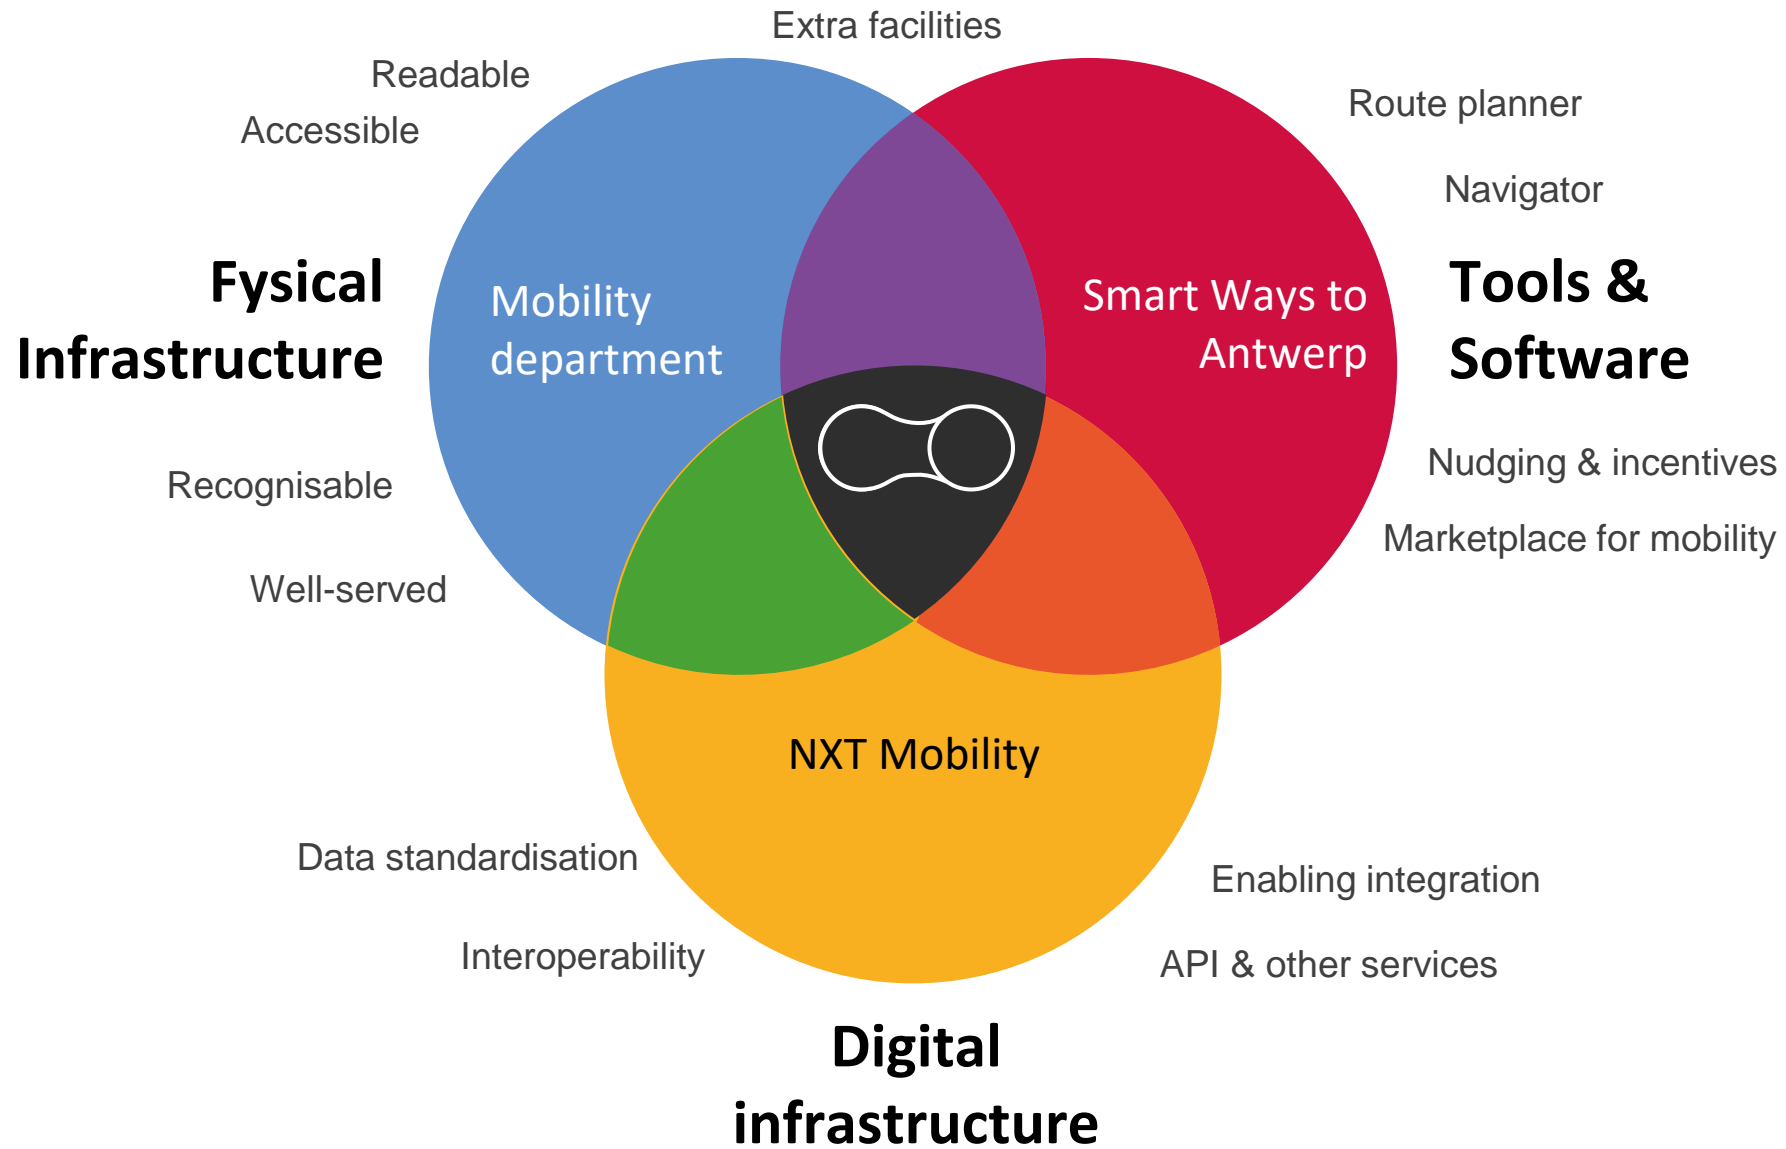 Extra facilities
Readable
Accessible
Route planner
Navigator
Fysical
Infrastructure
Mobility
department
Smart Ways to
Antwerp
Tools &
Software
Recognisable
Well-served
Nudging & incentives
Marketplace for mobility
NXT Mobility
Data standardisation
Interoperability
Enabling integration
API & other services
Digital
infrastructure